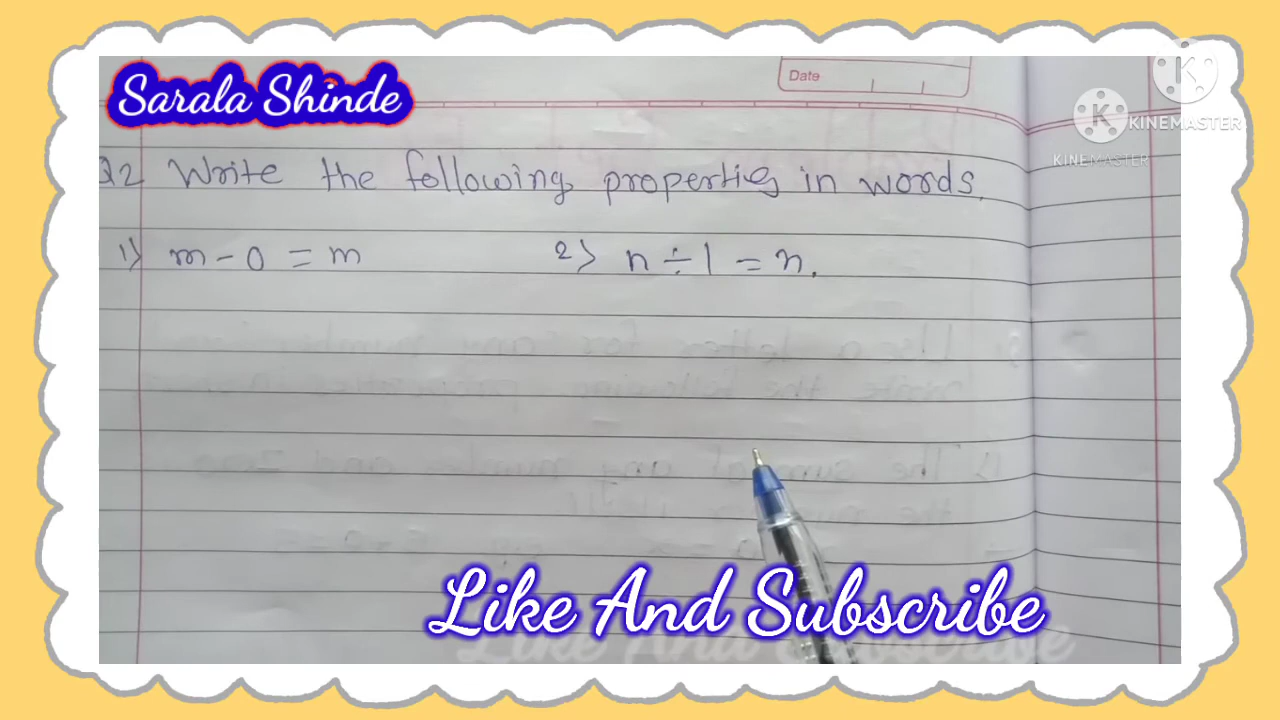 Sarala Shinde
Date
KINEMASTER
KINEMASTER
Q2 Write the following properties in words.
1) m - 0 = m 2) n ÷ 1 = n.
Like And Subscribe